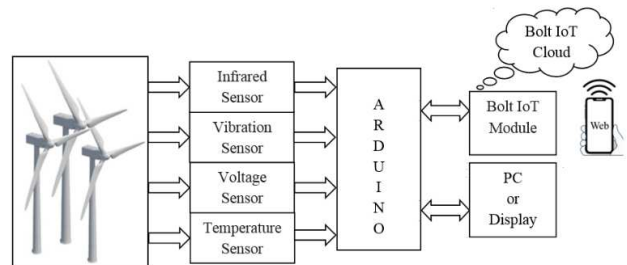 Bolt IoT
Cloud
Infrared
Sensor
Vibration
Sensor
Voltage
Sensor
Temperature
Sensor
A
R
D
U
I
N
O
Bolt IoT
Module
Web
PC
or
Display